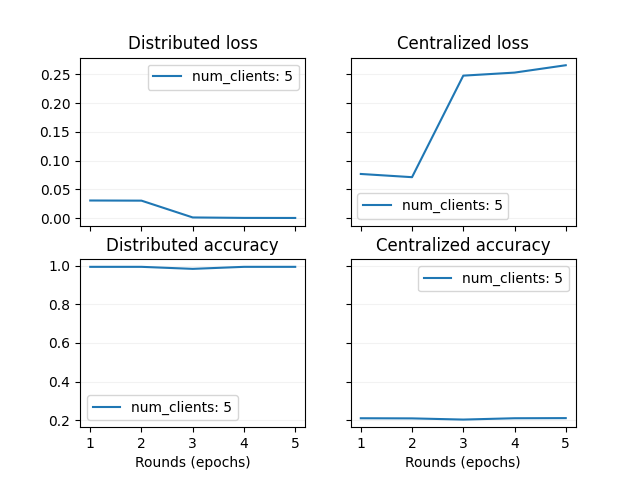 Distributed loss
Centralized loss
0.25
0.20
0.15
0.10
0.05
0.00
num_clients: 5
num_clients: 5
Distributed accuracy
Centralized accuracy
1.0
0.8
0.6
0.4
0.2
num_clients: 5
num_clients: 5
1 2 3 4 5
1 2 3 4 5
Rounds (epochs)
Rounds (epochs)